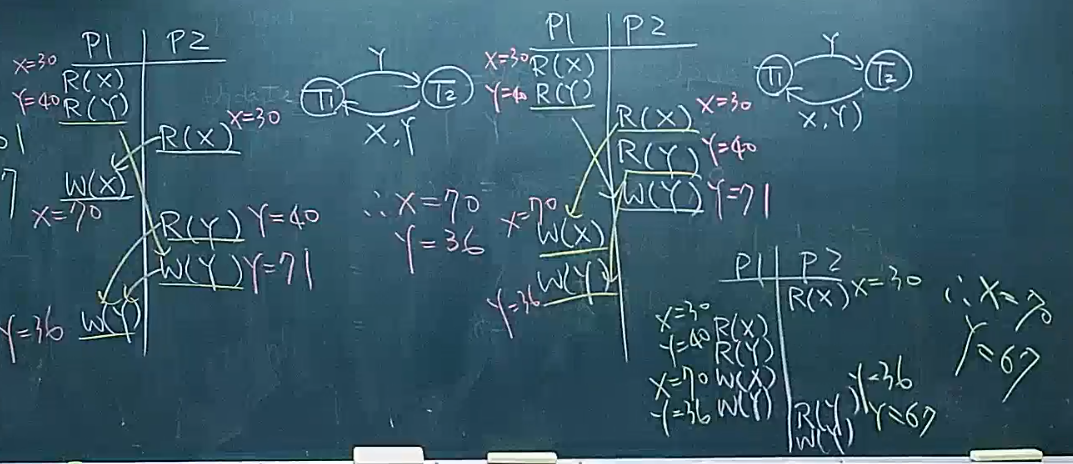 P1 P2
X=30 R(X)
Y=40 R(Y)
R(X) X=30
W(X)
X=70
R(Y) Y=40
W(Y) Y=71
Y=36 W(Y)
Y
T1 T2
X,Y
∴X=70
Y=36
P1 P2
X=30 R(X)
Y=40 R(Y)
R(X) X=30
R(Y) Y=40
W(Y) Y=71
X=70 W(X)
Y=36 W(Y)
Y
T1 T2
X,Y)
P1 P2
R(X) X=30
X=30 R(X)
Y=40 R(Y)
X=70 W(X)
Y=36 W(Y)
R(Y) Y=36
W(Y) Y=67
∴X=70
Y=67